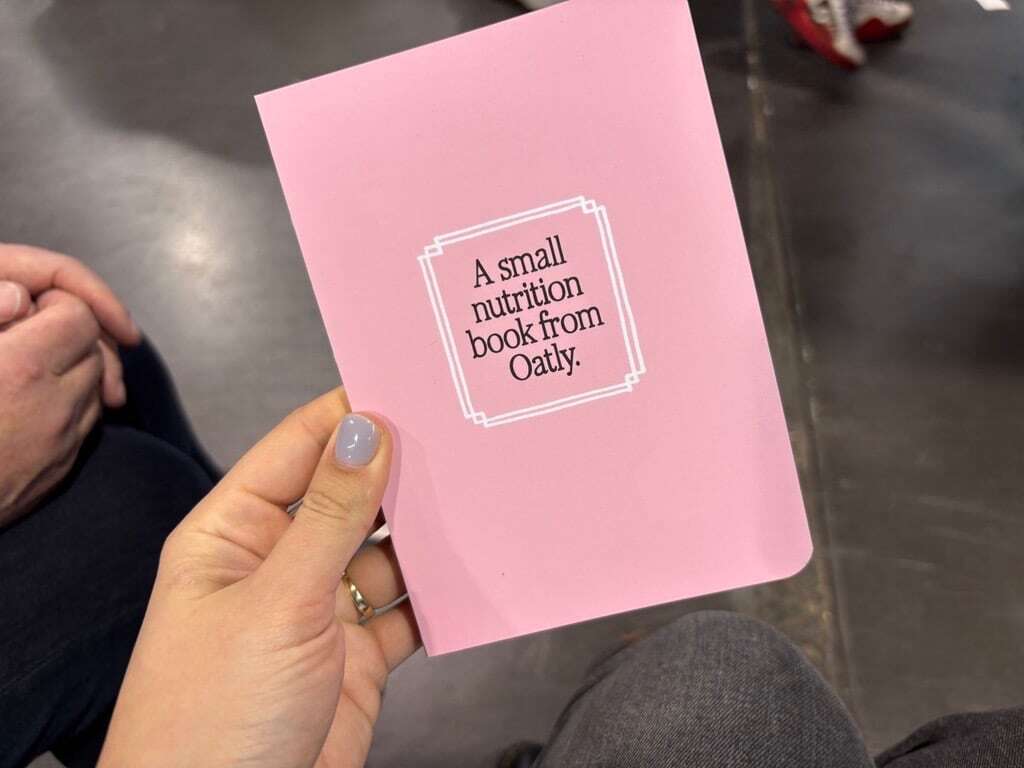 A small
nutrition
book from
Oatly.